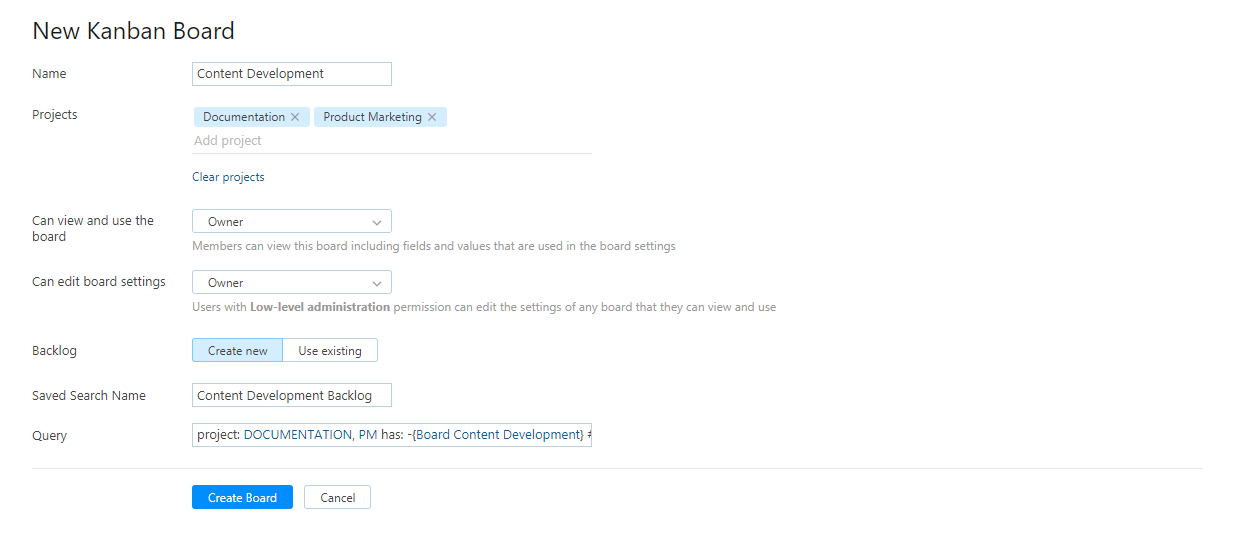 New Kanban Board
Name
Content Development
Projects
Documentation
Product Marketing
Add project
Clear projects
Can view and use the
board
Owner
Members can view this board including fields and values that are used in the board settings
Can edit board settings
Owner
Users with Low-level administration permission can edit the settings of any board that they can view and use
Backlog
Create new
Use existing
Saved Search Name
Content Development Backlog
Query
project: DOCUMENTATION, PM has: -{Board Content Development} #
Create Board
Cancel